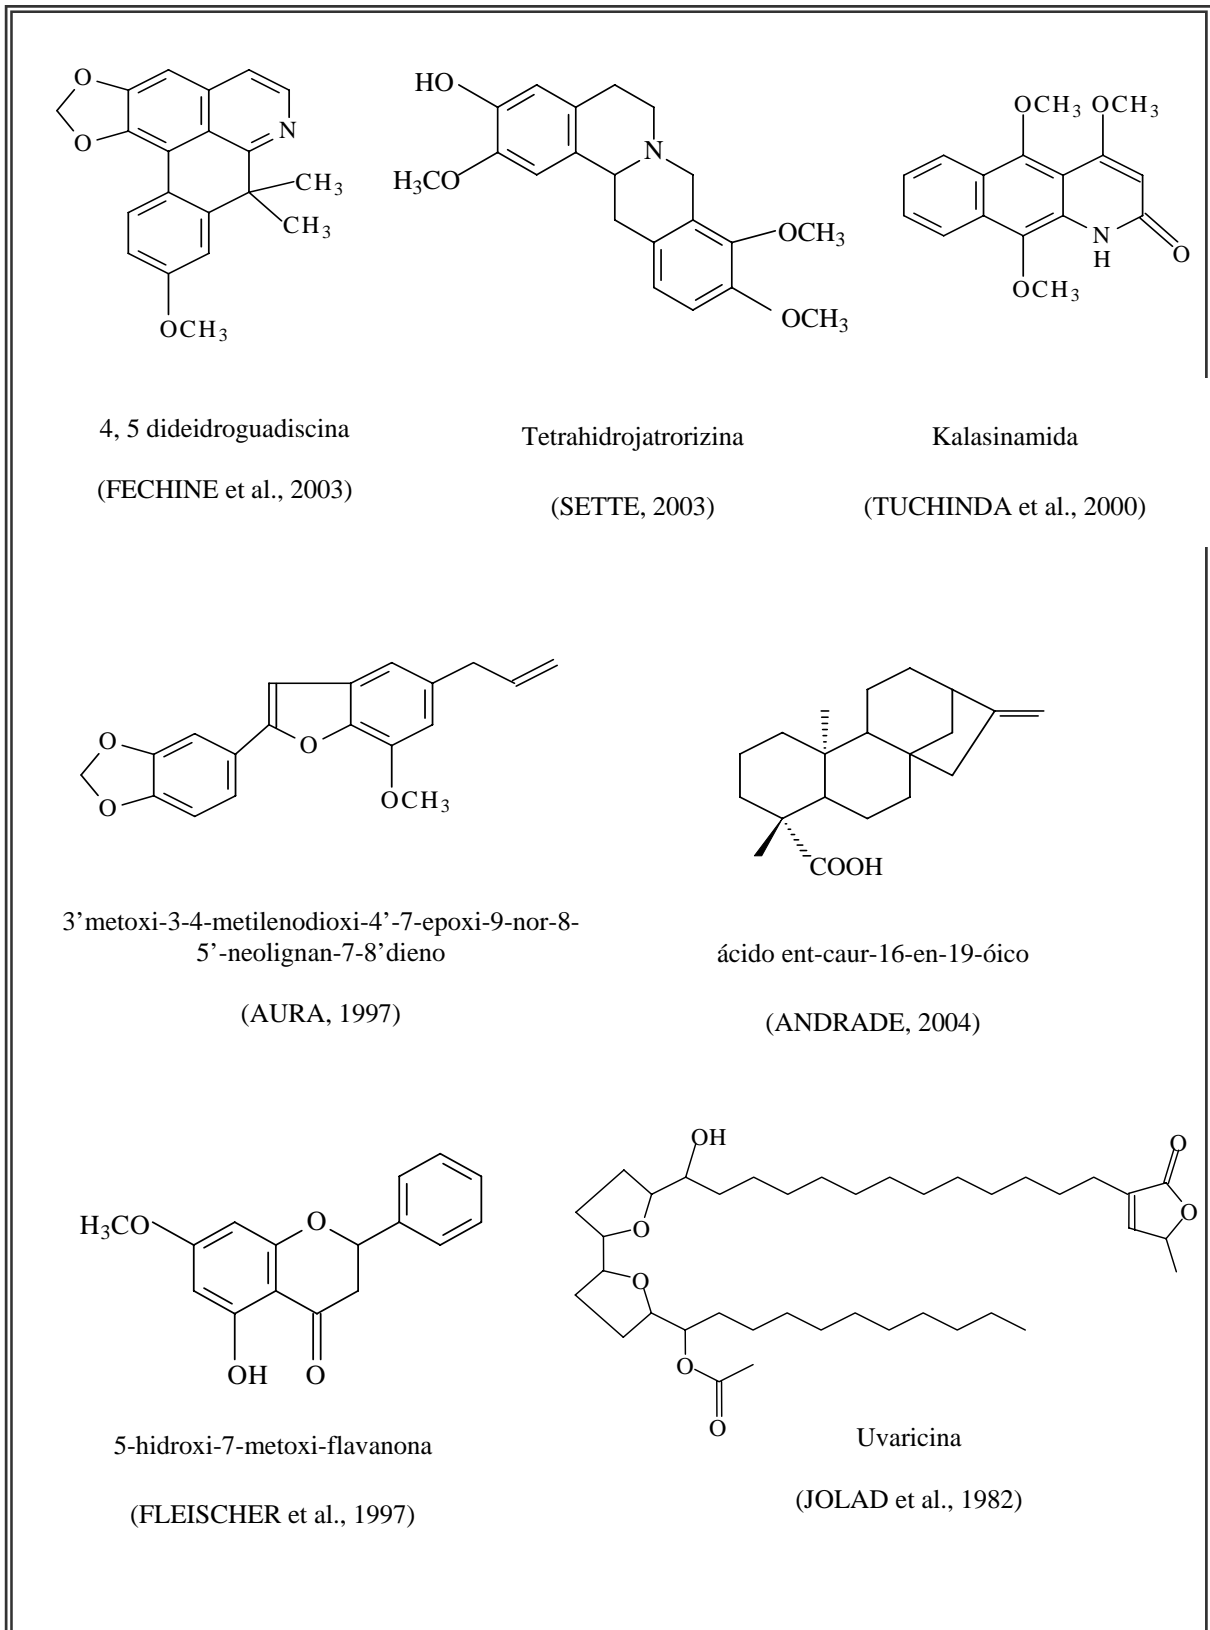 O
O
N
CH3
CH3
OCH3
HO
H3CO
N
OCH3
OCH3
OCH3 OCH3
N
H
O
OCH3
4, 5 dideidroguadiscina
(FECHINE et al., 2003)
Tetrahidrojatrorizina
(SETTE, 2003)
Kalasinamida
(TUCHINDA et al., 2000)
O
O
O
OCH3
3’metoxi-3-4-metilenodioxi-4’-7-epoxi-9-nor-8-
5’-neolignan-7-8’dieno
(AURA, 1997)
COOH
ácido ent-caur-16-en-19-óico
(ANDRADE, 2004)
H3CO
O
OH
O
5-hidroxi-7-metoxi-flavanona
(FLEISCHER et al., 1997)
OH
O
O
O
O
O
O
Uvaricina
(JOLAD et al., 1982)